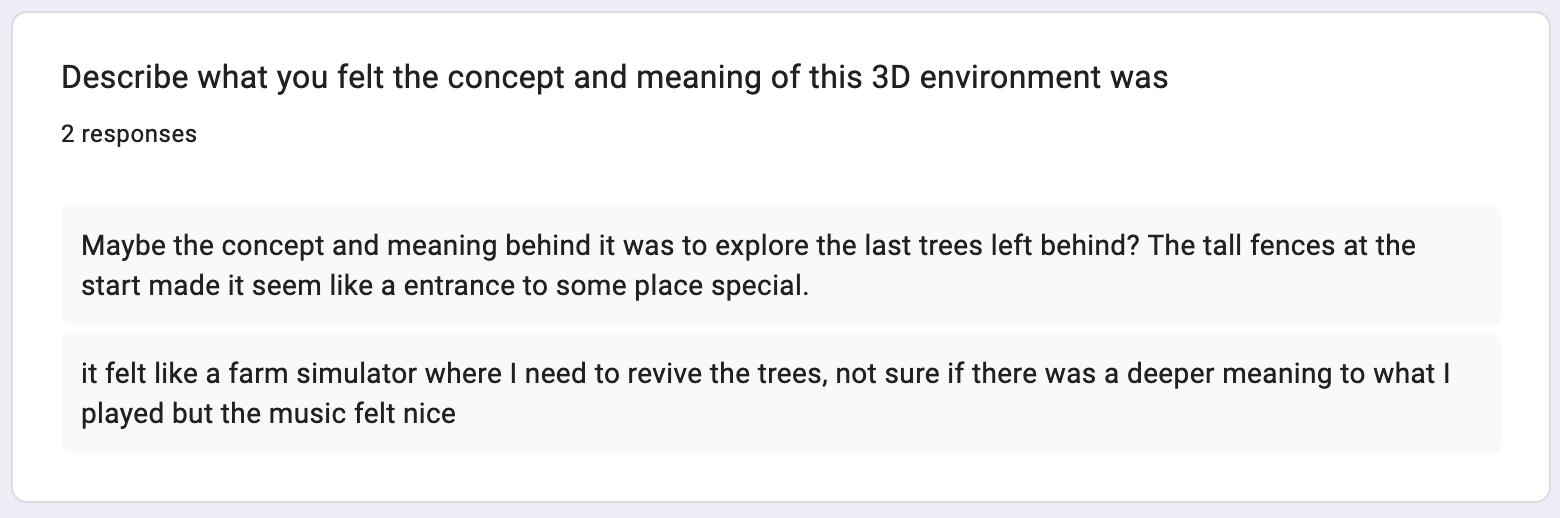 Describe what you felt the concept and meaning of this 3D environment was
2 responses
Maybe the concept and meaning behind it was to explore the last trees left behind? The tall fences at the
start made it seem like a entrance to some place special.
it felt like a farm simulator where I need to revive the trees, not sure if there was a deeper meaning to what I
played but the music felt nice